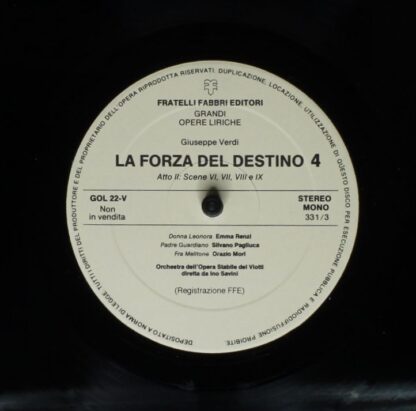 DEPOSITATO A NORMA DI LEGGE. TUTTI I DIRITTI DEL PRODUTTORE E DEL PROPRIETARIO DELL'OPERA RIPRODOTTA RISERVATI. DUPLICAZIONE, LOCAZIONE, UTILIZZAZIONE DI QUESTO DISCO PER ESECUZIONE PUBBLICA E RADIODIFFUSIONE PROIBITE.
FRATELLI FABBRI EDITORI
GRANDI
OPERE LIRICHE
Giuseppe Verdi
LA FORZA DEL DESTINO 4
Atto II: Scene VI, VII, VIII e IX
GOL 22-V
Non
in vendita
STEREO
MONO
331/3
Donna Leonora Emma Renzi
Padre Guardiano Silvano Pagliuca
Fra Melitone Orazio Mori
Orchestra dell'Opera Stabile dei Viotti
diretta da Ino Savini
(Registrazione FFE)